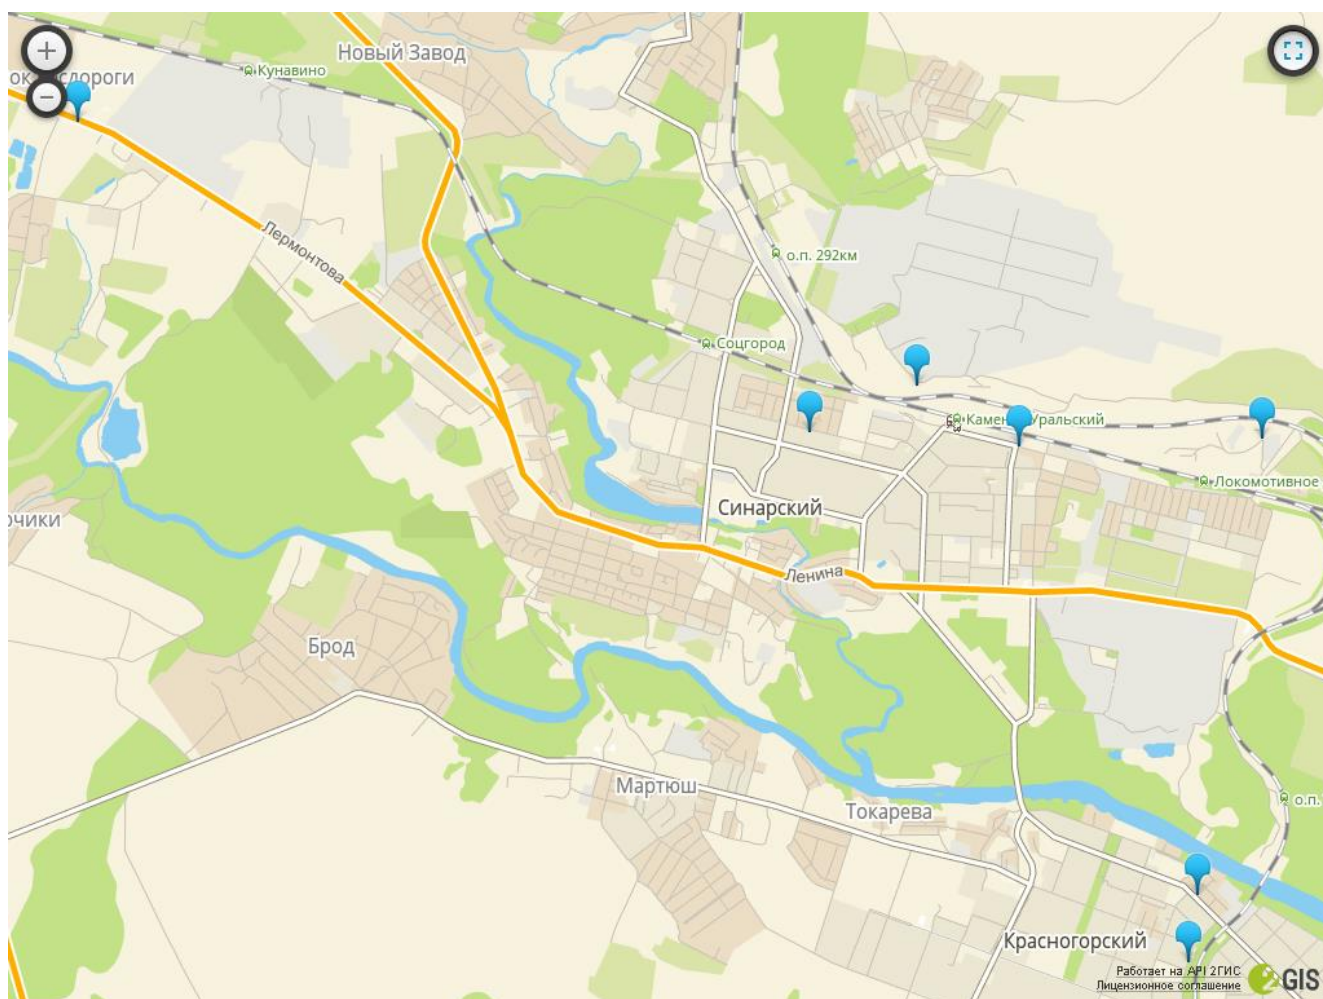 Новый Завод
Кунавино
Лермонтова
о.п. 292км
Соцгород
Уральский
Локомотивное
Синарский
Ленина
Брод
о.п.
Мартюш
Токарева
Красногорский
Работает на API 2ГИС
Лицензионное соглашение
2GIS